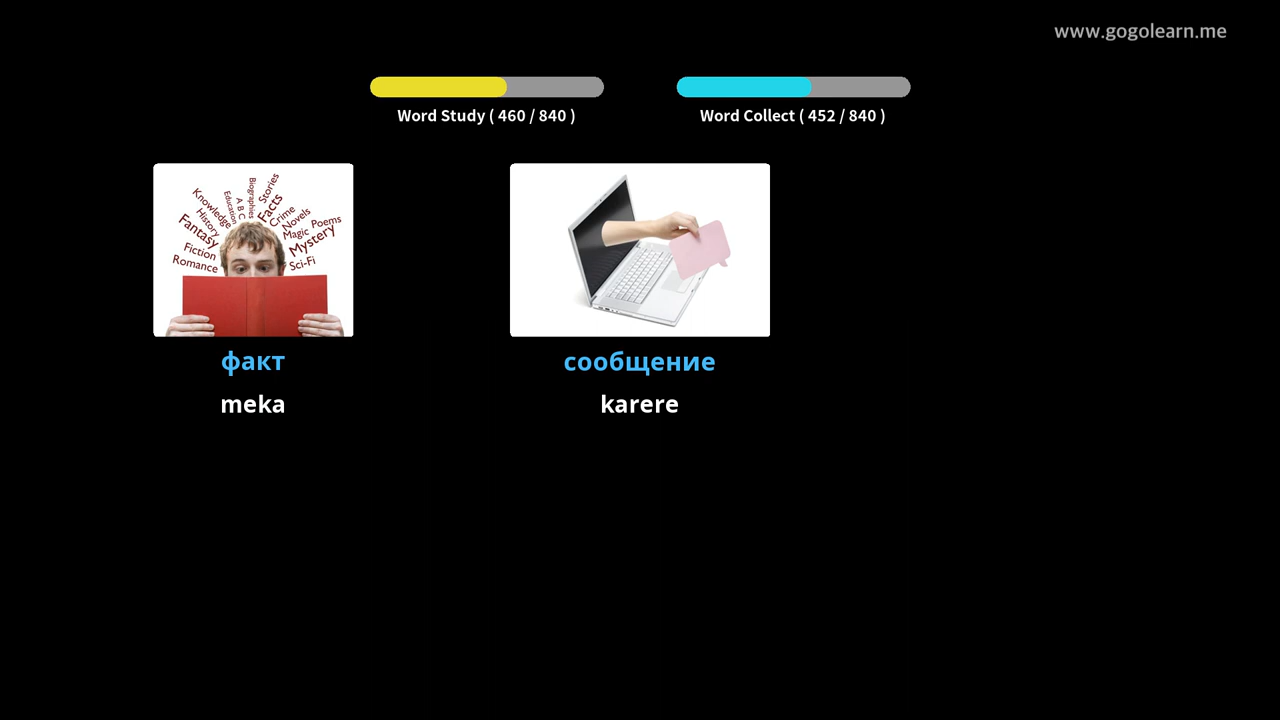 www.gogolearn.me
Word Study ( 460 / 840 )
Word Collect ( 452 / 840 )
Knowledge
History
Fantasy
Fiction
Romance
Education
A B C
Biographies
Stories
Facts
Crime
Novels
Magic
Poems
Mystery
Sci-Fi
факт
meka
сообщение
karere